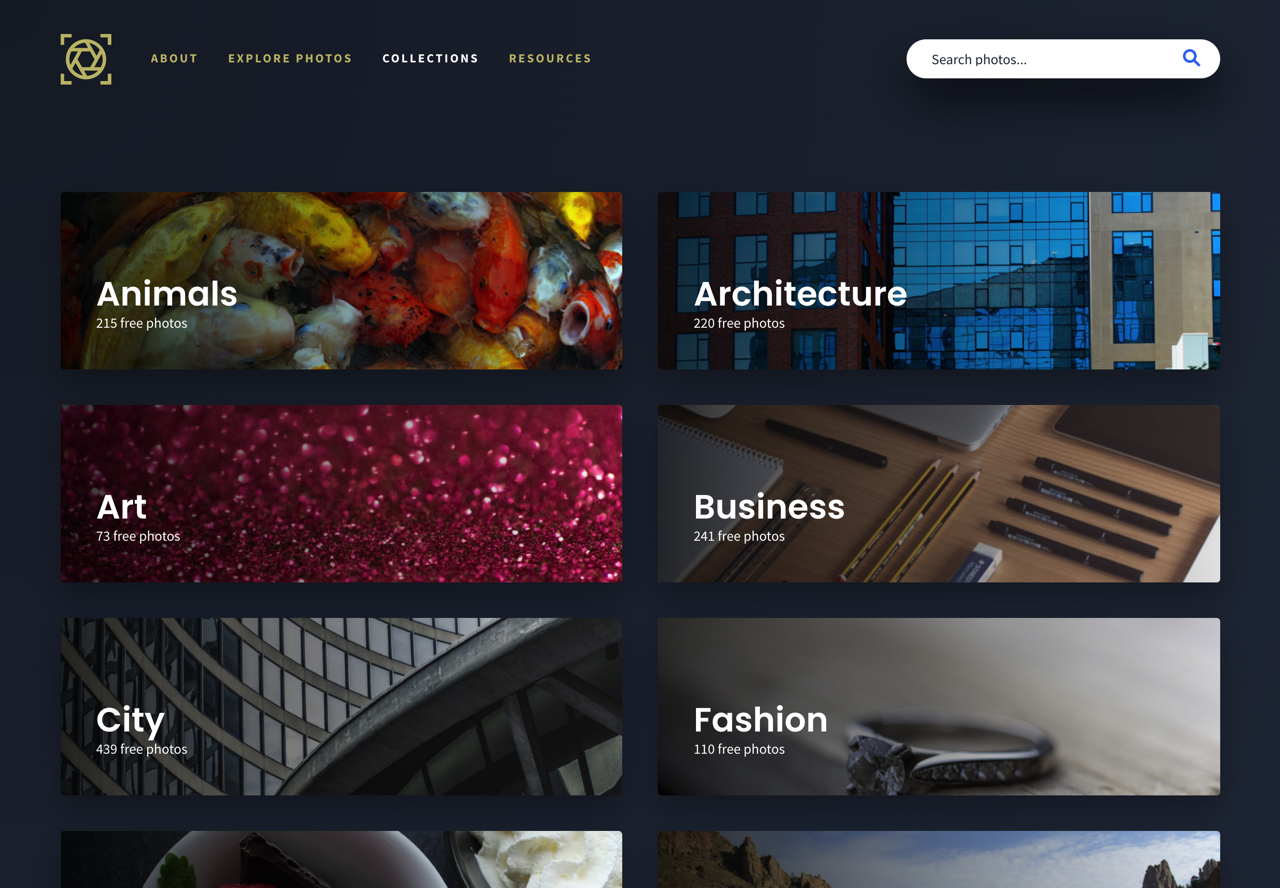 ABOUT
EXPLORE PHOTOS
COLLECTIONS
RESOURCES
Search photos...
Animals
215 free photos
Architecture
220 free photos
Art
73 free photos
Business
241 free photos
City
439 free photos
Fashion
110 free photos